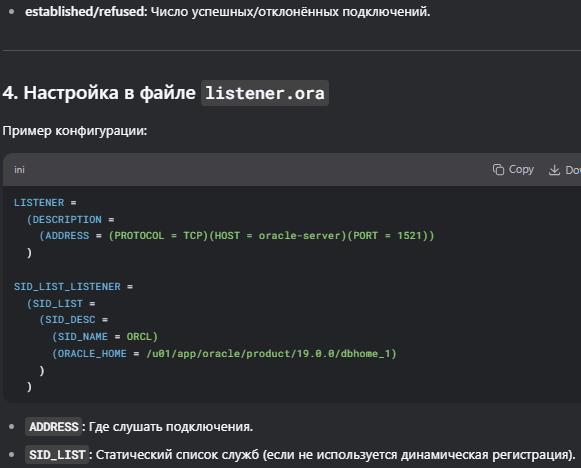 established/refused: Число успешных/отклонённых подключений.
4. Настройка в файле listener.ora
Пример конфигурации:
ini
Copy
Dow
LISTENER =
(DESCRIPTION =
(ADDRESS = (PROTOCOL = TCP)(HOST = oracle-server)(PORT = 1521))
)
SID_LIST_LISTENER =
(SID_LIST =
(SID_DESC =
(SID_NAME = ORCL)
(ORACLE_HOME = /u01/app/oracle/product/19.0.0/dbhome_1)
)
)
ADDRESS: Где слушать подключения.
SID_LIST: Статический список служб (если не используется динамическая регистрация).